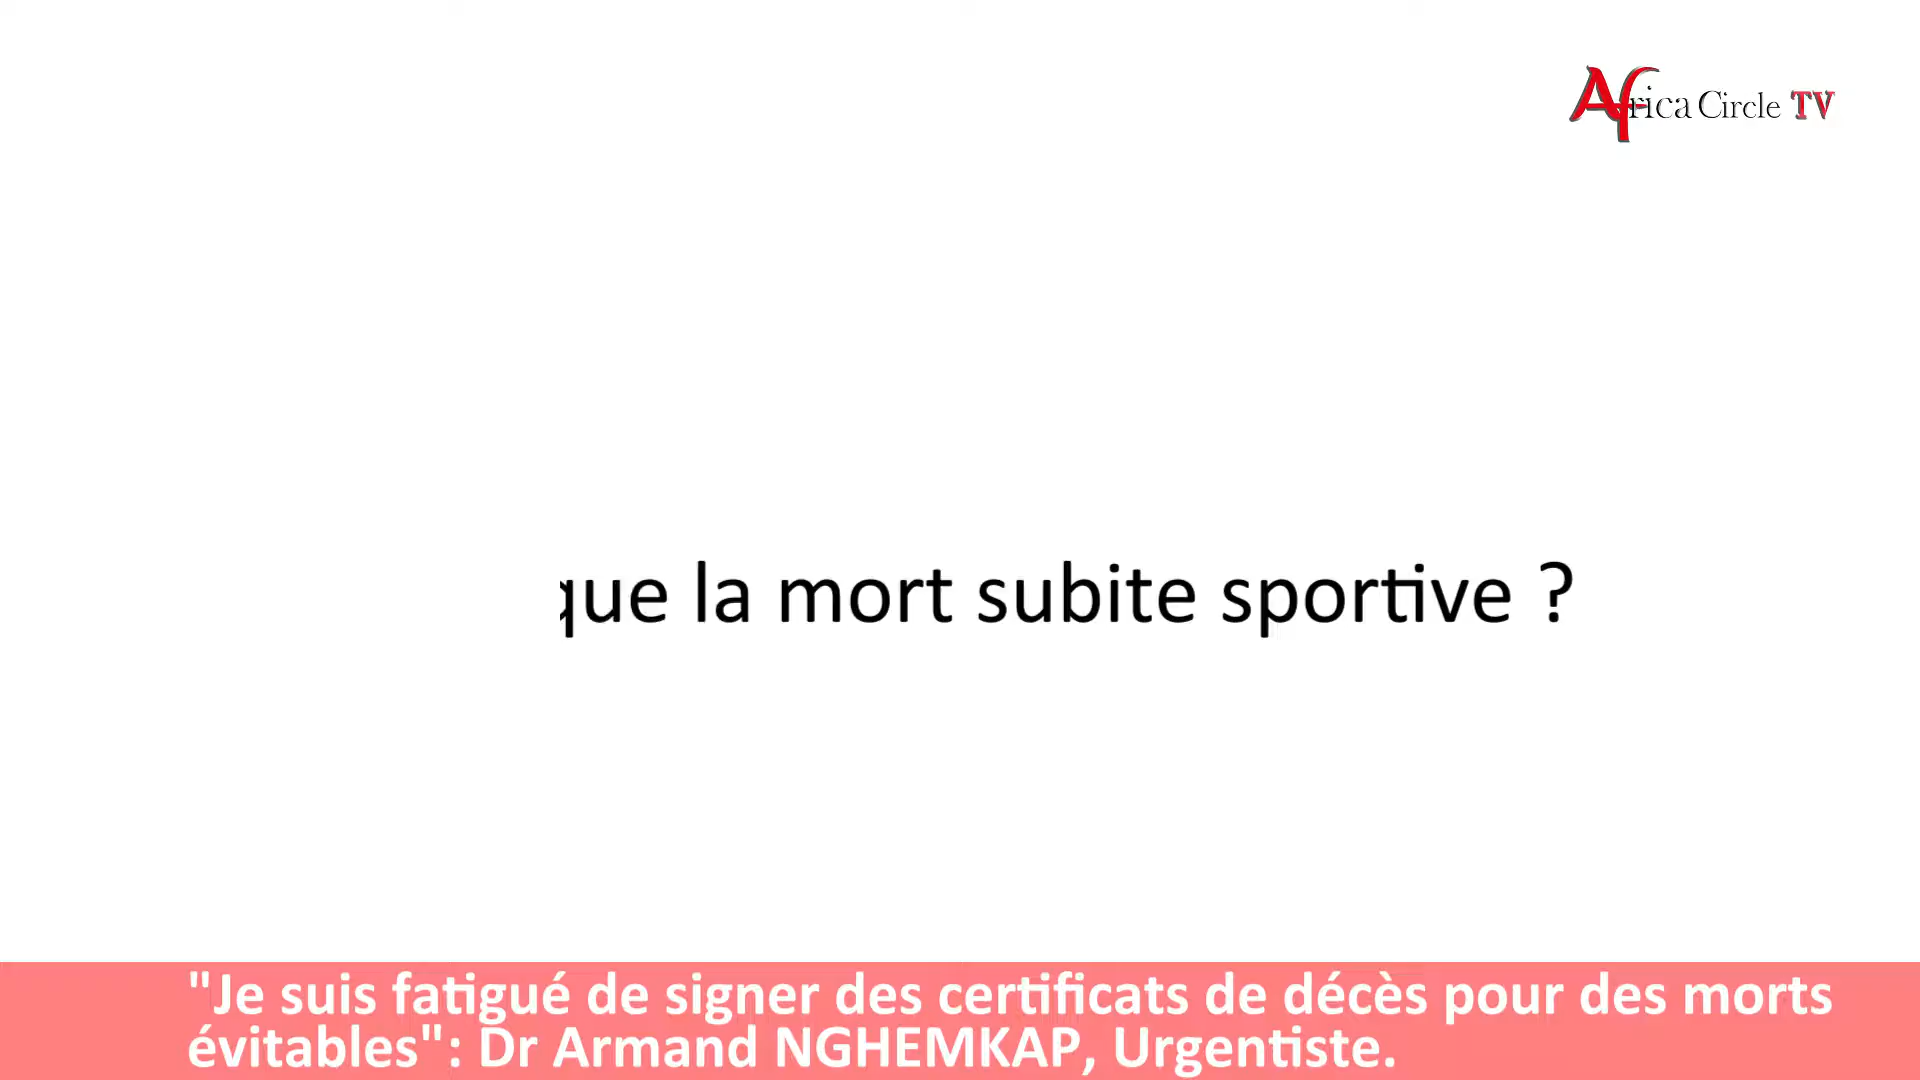 Africa Circle TV
que la mort subite sportive ?
"Je suis fatigué de signer des certificats de décès pour des morts
évitables": Dr Armand NGHEMKAP, Urgentiste.